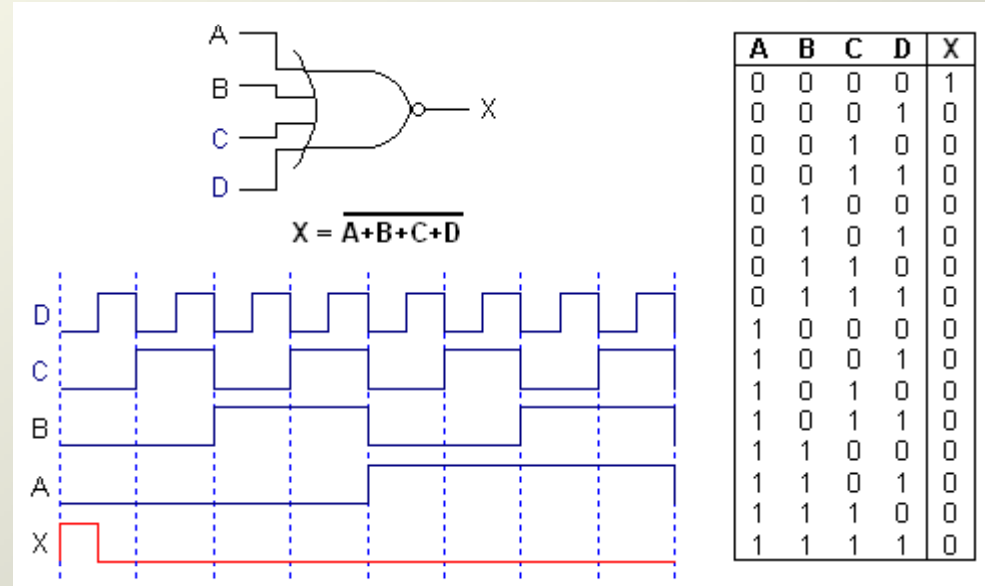 A
B
C
D
X
X = A+B+C+D
D
C
B
A
X
A B C D X
0 0 0 0 1
0 0 0 1 0
0 0 1 0 0
0 0 1 1 0
0 1 0 0 0
0 1 0 1 0
0 1 1 0 0
0 1 1 1 0
1 0 0 0 0
1 0 0 1 0
1 0 1 0 0
1 0 1 1 0
1 1 0 0 0
1 1 0 1 0
1 1 1 0 0
1 1 1 1 0